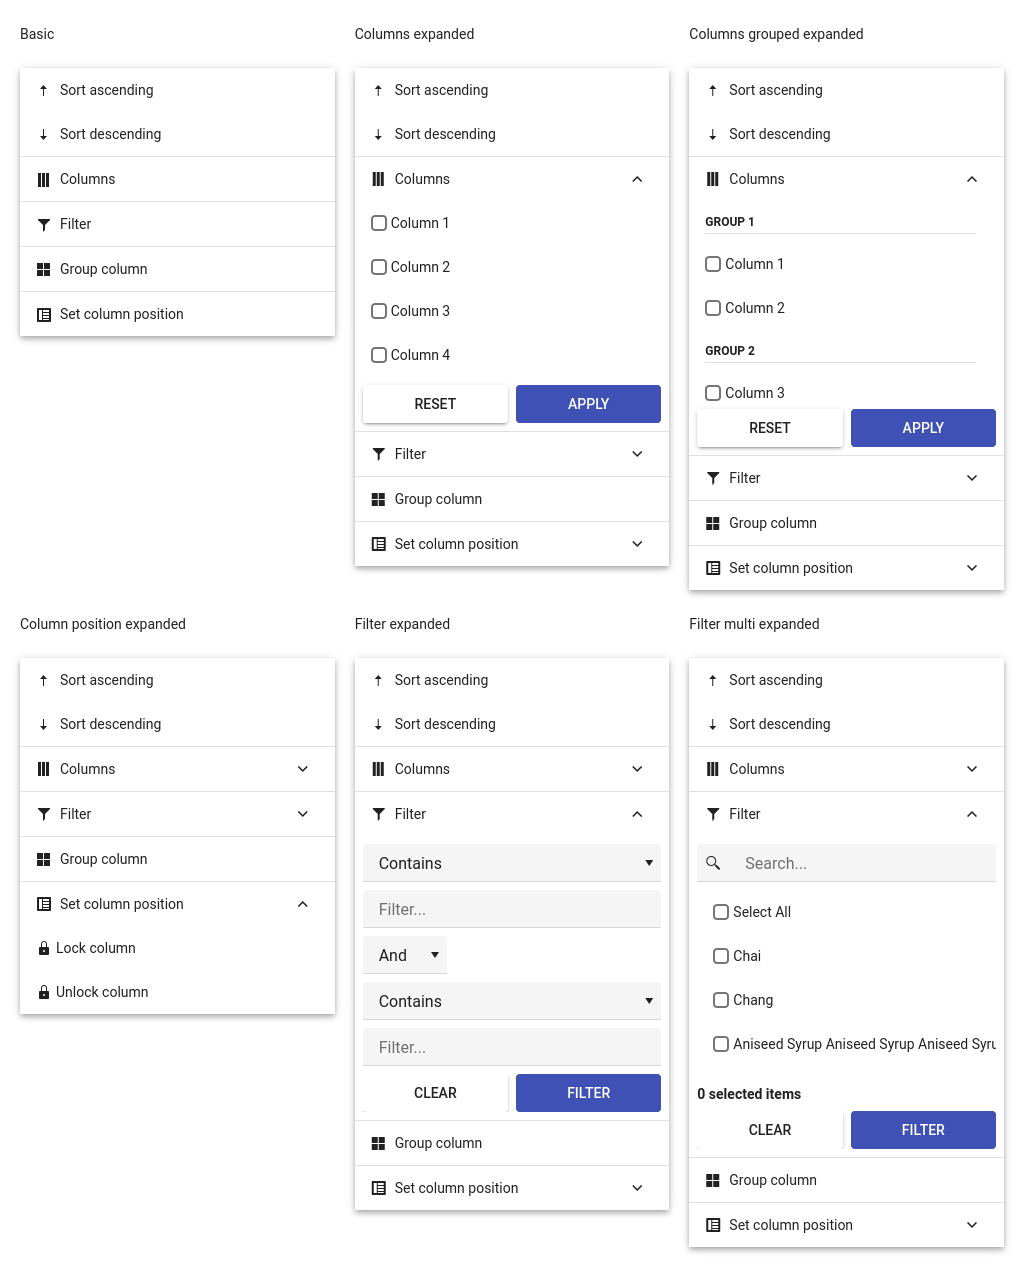 Basic
Sort ascending
Sort descending
Columns
Filter
Group column
Set column position
Columns expanded
Sort ascending
Sort descending
Columns
Column 1
Column 2
Column 3
Column 4
RESET APPLY
Filter
Group column
Set column position
Columns grouped expanded
Sort ascending
Sort descending
Columns
GROUP 1
Column 1
Column 2
GROUP 2
Column 3
RESET APPLY
Filter
Group column
Set column position
Column position expanded
Sort ascending
Sort descending
Columns
Filter
Group column
Set column position
Lock column
Unlock column
Filter expanded
Sort ascending
Sort descending
Columns
Filter
Contains
Filter...
And
Contains
Filter...
CLEAR FILTER
Group column
Set column position
Filter multi expanded
Sort ascending
Sort descending
Columns
Filter
Search...
Select All
Chai
Chang
Aniseed Syrup Aniseed Syrup Aniseed Syru
0 selected items
CLEAR FILTER
Group column
Set column position